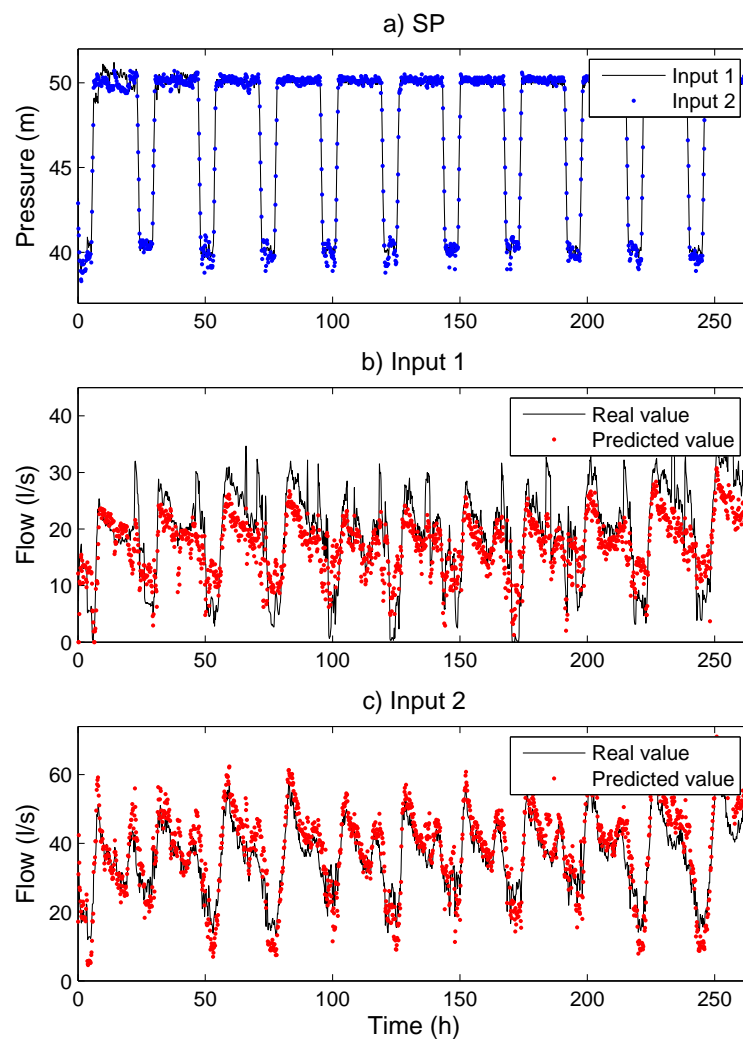 a) SP
Pressure (m)
50
45
40
Input 1
Input 2
0
50
100
150
200
250
b) Input 1
Flow (l/s)
40
30
20
10
0
Real value
Predicted value
0
50
100
150
200
250
c) Input 2
Flow (l/s)
60
40
20
0
Real value
Predicted value
0
50
100
150
200
250
Time (h)